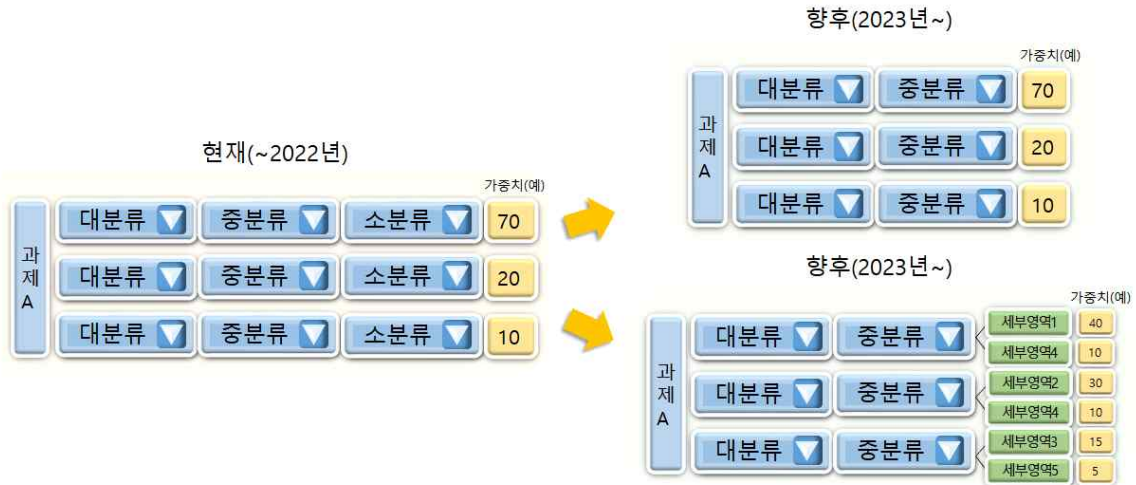 현재(~2022년)
가중치(예)
과제A
대분류 중분류 소분류 70
대분류 중분류 소분류 20
대분류 중분류 소분류 10
향후(2023년~)
가중치(예)
과제A
대분류 중분류 70
대분류 중분류 20
대분류 중분류 10
향후(2023년~)
가중치(예)
과제A
대분류 중분류 세부영역1 40
세부영역4 10
대분류 중분류 세부영역2 30
세부영역4 10
대분류 중분류 세부영역3 15
세부영역5 5